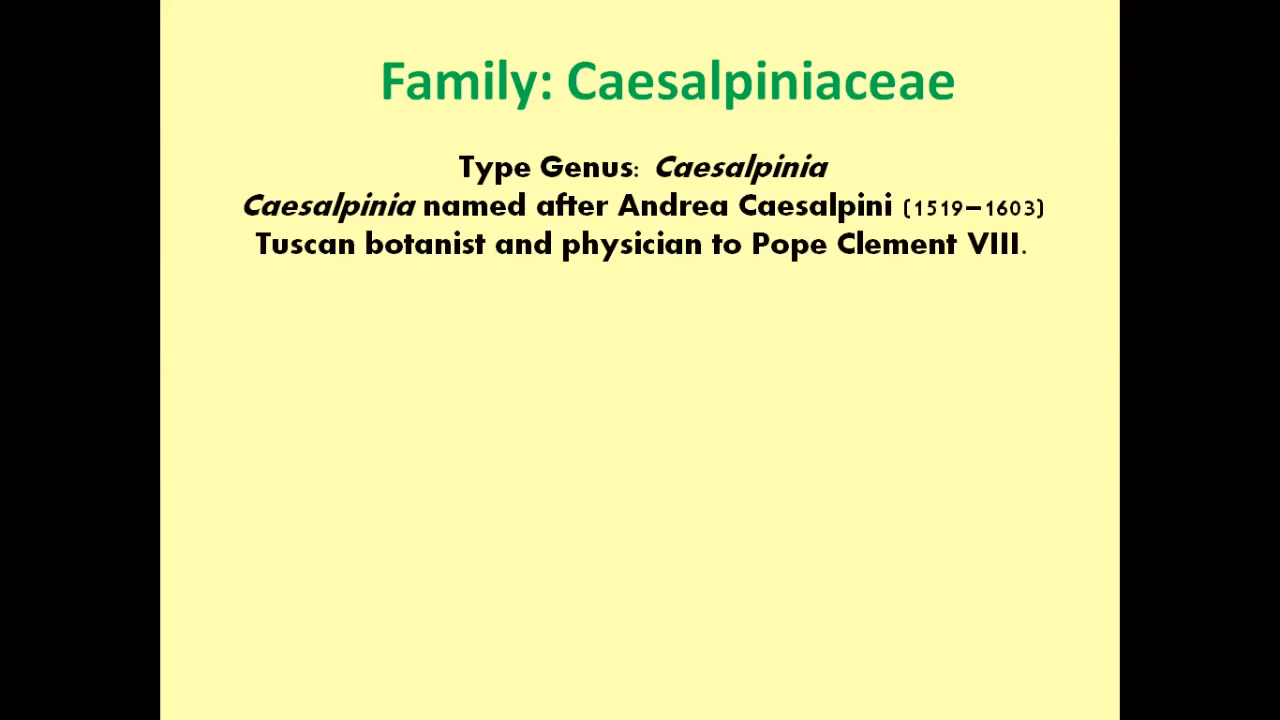 Family: Caesalpiniaceae
Type Genus: Caesalpinia
Caesalpinia named after Andrea Caesalpini (1519–1603)
Tuscan botanist and physician to Pope Clement VIII.